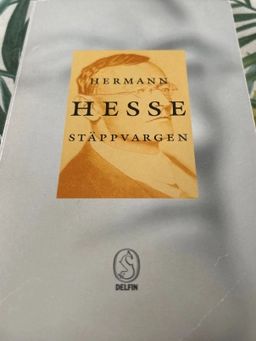 HERMANN
HESSE
STÄPPVARGEN
DELFIN